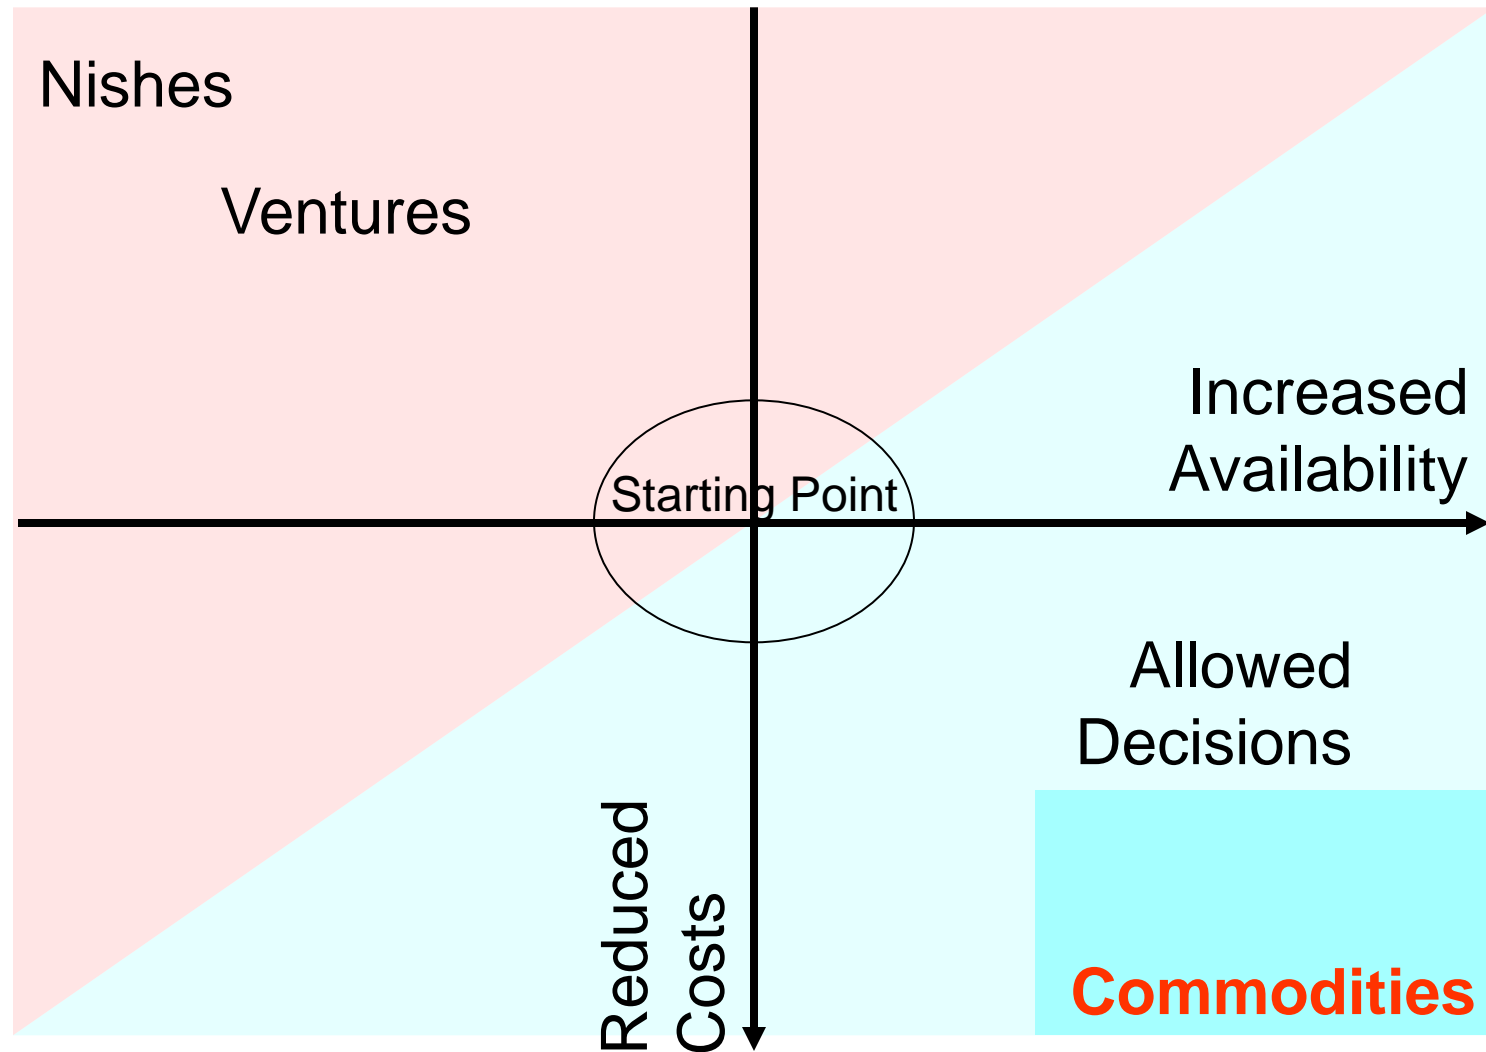 Nishes
Ventures
Increased
Availability
Starting Point
Allowed
Decisions
Reduced
Costs
Commodities